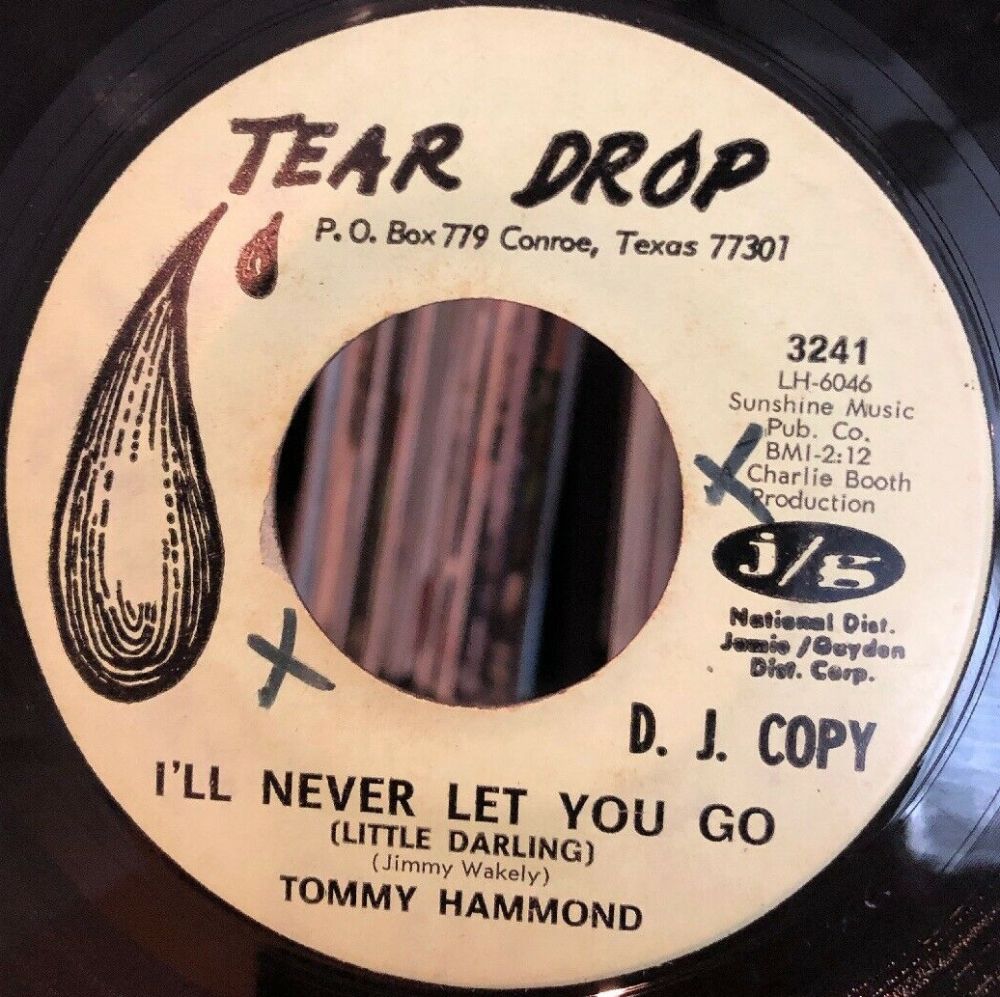 TEAR DROP
P. O. Box 779 Conroe, Texas 77301
3241
LH-6046
Sunshine Music
Pub. Co.
BMI-2:12
A Charlie Booth
Production
j/g
National Dist.
Jamie/Guyden
Dist. Corp.
D. J. COPY
I'LL NEVER LET YOU GO
(LITTLE DARLING)
(Jimmy Wakely)
TOMMY HAMMOND